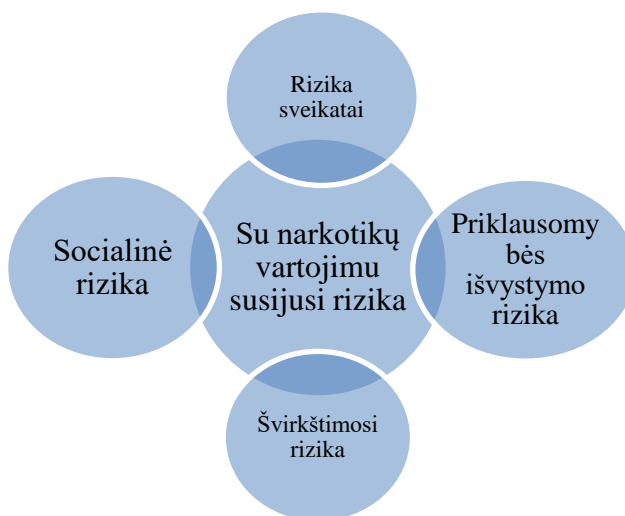 Rizika
sveikatai
Socialinė
rizika
Su narkotikų
vartojimu
susijusi rizika
Priklausomy
bės
išvystymo
rizika
Švirkštimosi
rizika